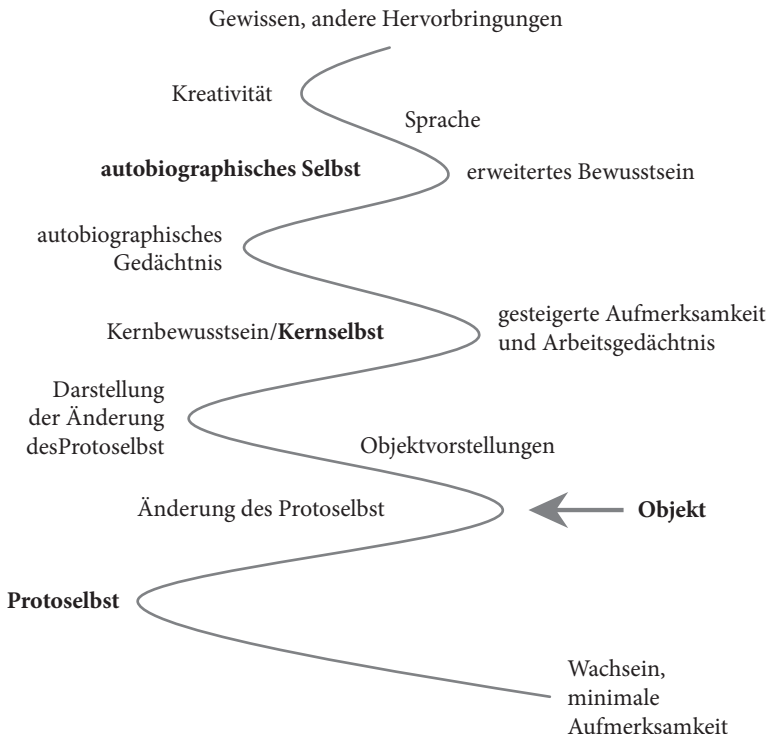 Gewissen, andere Hervorbringungen
Kreativität
Sprache
autobiographisches Selbst
erweitertes Bewusstsein
autobiographisches
Gedächtnis
Kernbewusstsein/Kernselbst
gesteigerte Aufmerksamkeit
und Arbeitsgedächtnis
Darstellung
der Änderung
desProtoselbst
Objektvorstellungen
Änderung des Protoselbst
Objekt
Protoselbst
Wachsein,
minimale
Aufmerksamkeit